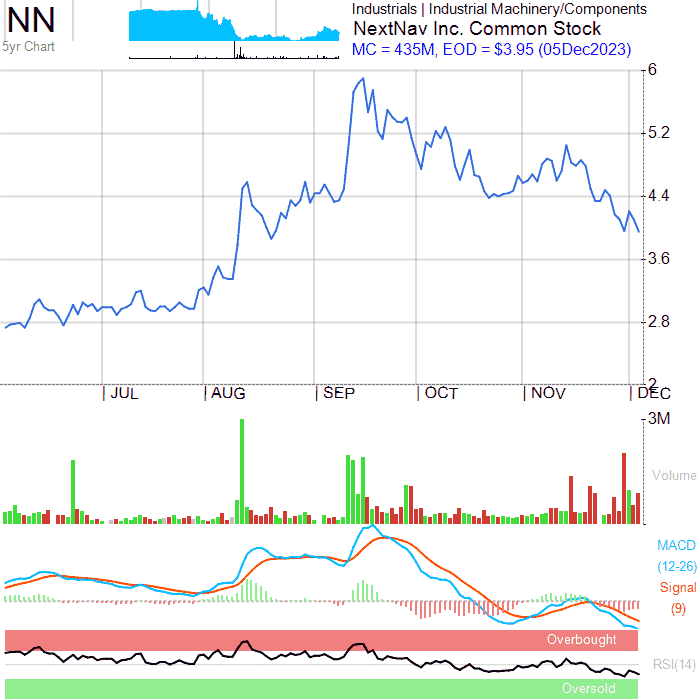 NN
5yr Chart
Industrials | Industrial Machinery/Components
NextNav Inc. Common Stock
MC = 435M, EOD = $3.95 (05Dec2023)
6
5.2
4.4
3.6
2.8
2
JUL
AUG
SEP
OCT
NOV
DEC
3M
Volume
MACD
(12-26)
Signal
(9)
Overbought
RSI(14)
Oversold